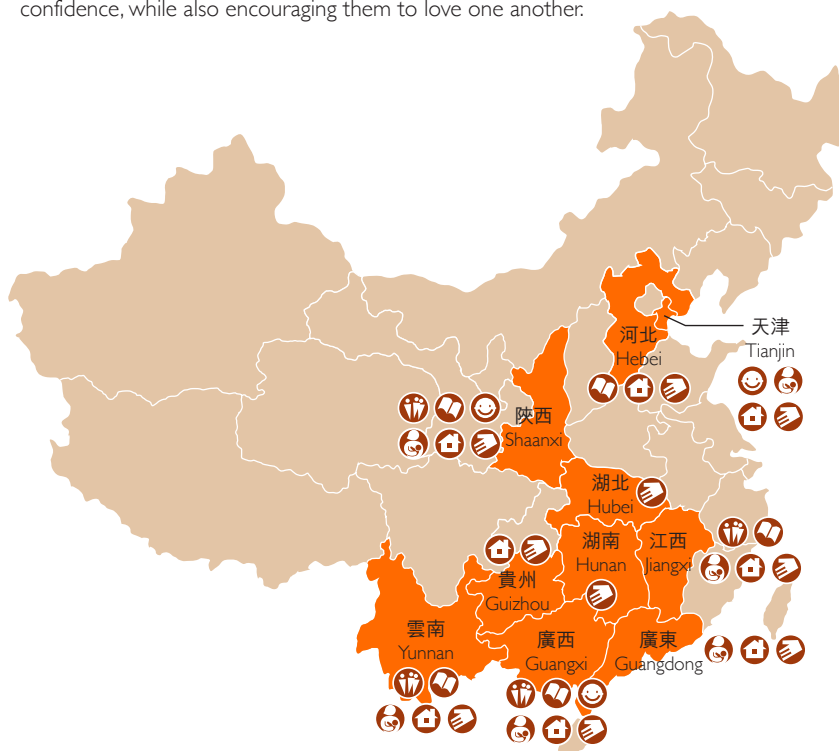 confidence, while also encouraging them to love one another.
天津
Tianjin
河北
Hebei
陝西
Shaanxi
湖北
Hubei
湖南
Hunan
江西
Jiangxi
貴州
Guizhou
雲南
Yunnan
廣西
Guangxi
廣東
Guangdong